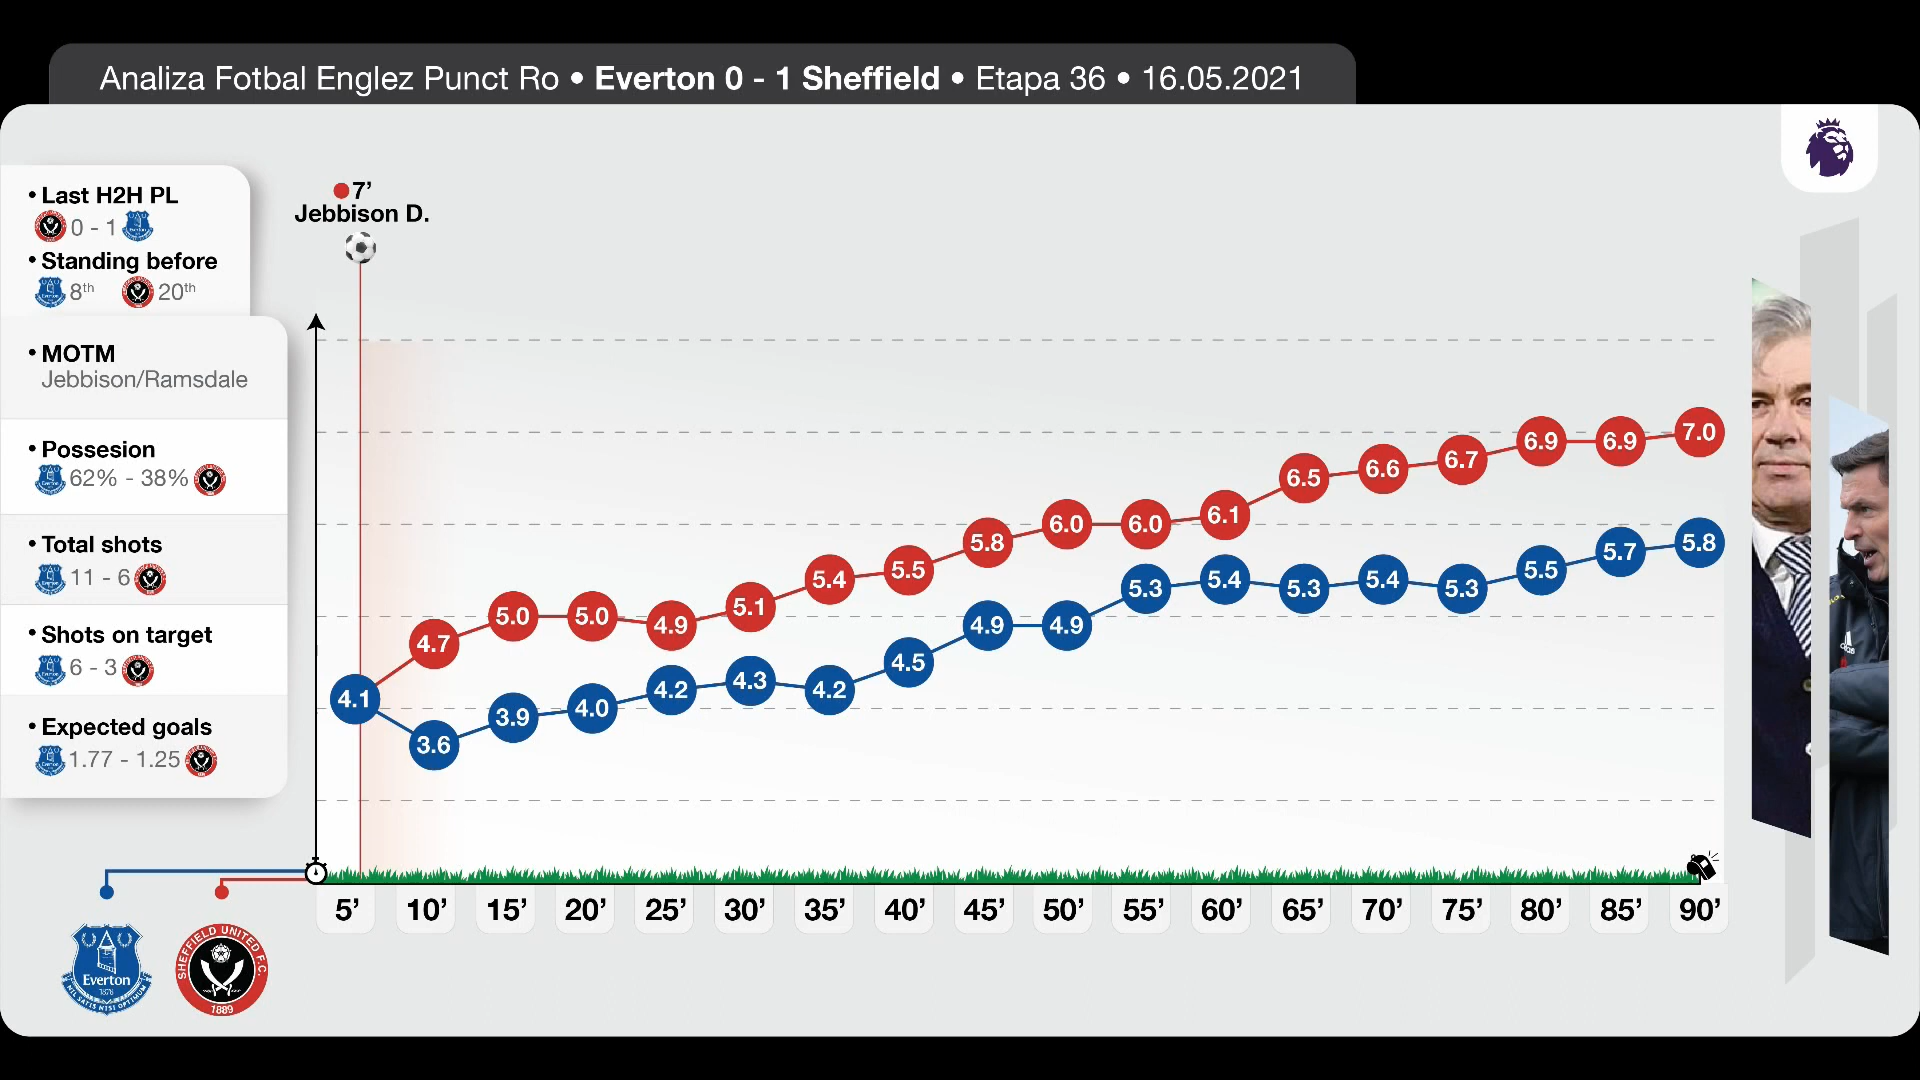 Analiza Fotbal Englez Punct Ro • Everton 0 - 1 Sheffield • Etapa 36 • 16.05.2021
• Last H2H PL
0 - 1
• Standing before
8th 20th
• MOTM
Jebbison/Ramsdale
• Possesion
62% - 38%
• Total shots
11 - 6
• Shots on target
6 - 3
• Expected goals
1.77 - 1.25
7’
Jebbison D.
4.7 5.0 5.0 4.9 5.1 5.4 5.5 5.8 6.0 6.0 6.1 6.5 6.6 6.7 6.9 6.9 7.0
4.1 3.6 3.9 4.0 4.2 4.3 4.2 4.5 4.9 4.9 5.3 5.4 5.3 5.4 5.3 5.5 5.7 5.8
5’ 10’ 15’ 20’ 25’ 30’ 35’ 40’ 45’ 50’ 55’ 60’ 65’ 70’ 75’ 80’ 85’ 90’
Everton
1878
NIL SATIS NISI OPTIMUM
SHEFFIELD UNITED F.C.
1889